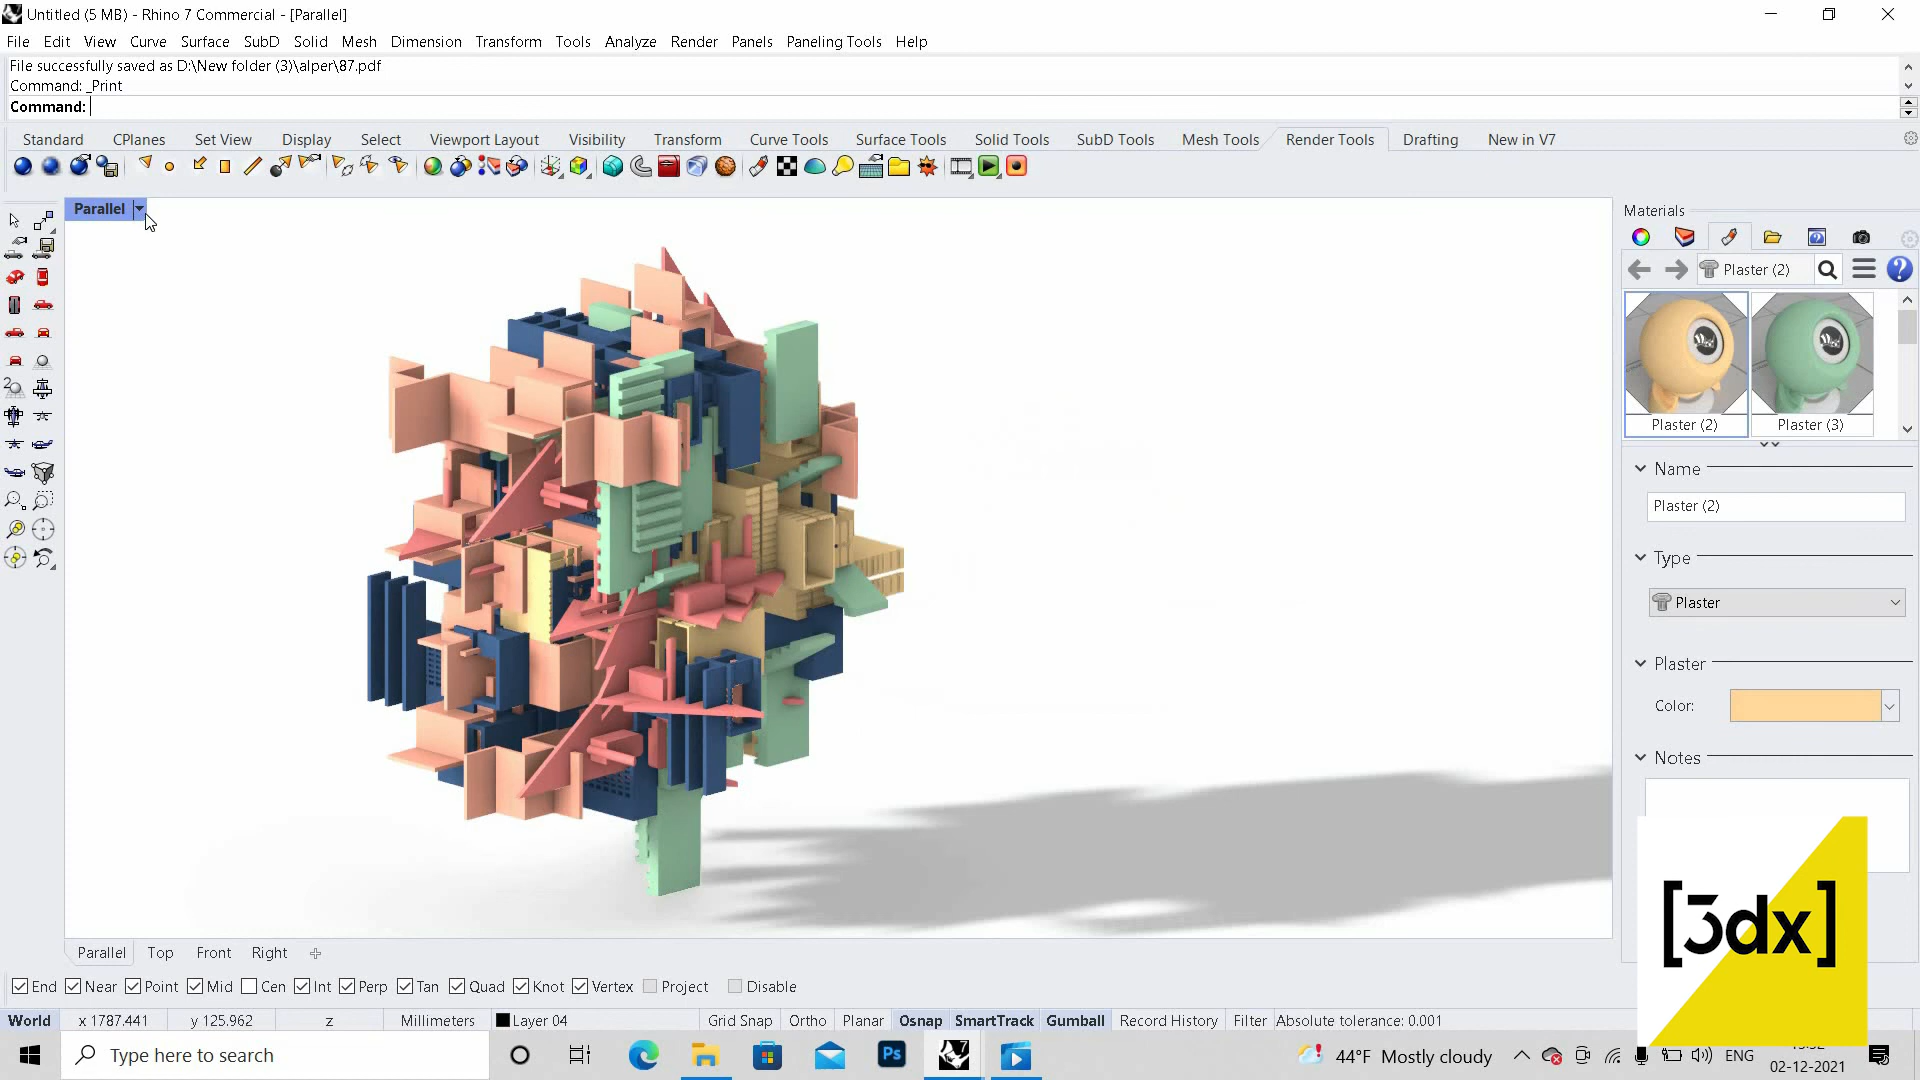 Untitled (5 MB) - Rhino 7 Commercial - [Parallel]
File Edit View Curve Surface SubD Solid Mesh Dimension Transform Tools Analyze Render Panels Paneling Tools Help
File successfully saved as D:\New folder (3)\alper\87.pdf
Command: _Print
Command:
Standard CPlanes Set View Display Select Viewport Layout Visibility Transform Curve Tools Surface Tools Solid Tools SubD Tools Mesh Tools Render Tools Drafting New in V7
Parallel
Materials
Plaster (2)
Plaster (2) Plaster (3)
Name
Plaster (2)
Type
Plaster
Plaster
Color:
Notes
[3dx]
Parallel Top Front Right
End Near Point Mid Cen Int Perp Tan Quad Knot Vertex Project Disable
World x 1787.441 y 125.962 z Millimeters Layer 04 Grid Snap Ortho Planar Osnap SmartTrack Gumball Record History Filter Absolute tolerance: 0.001
Type here to search Ps 7 44°F Mostly cloudy ENG
02-12-2021